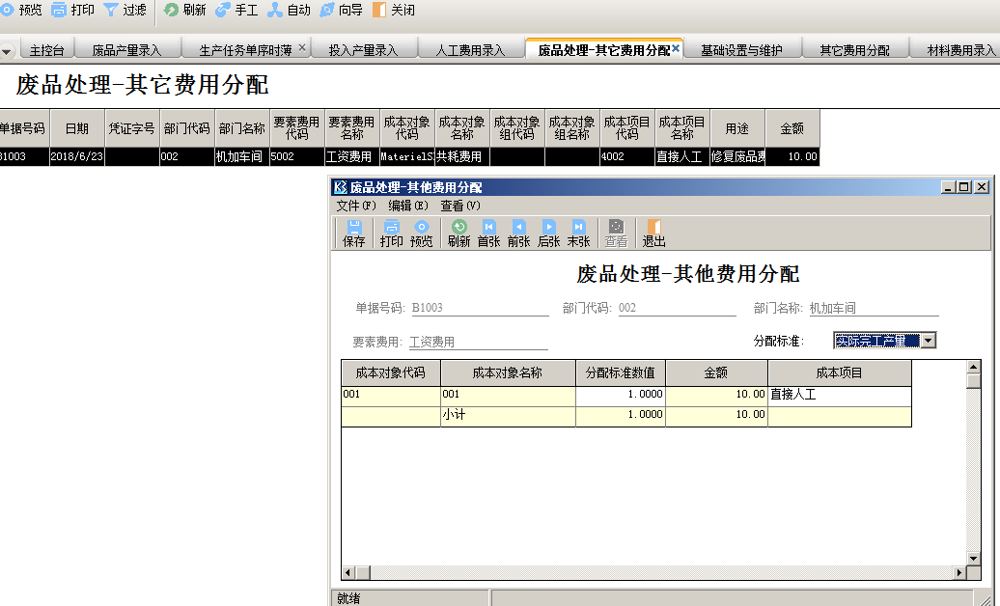 预览 打印 过滤 刷新 手工 自动 向导 关闭
主控台 废品产量录入 生产任务单序时薄 投入产量录入 人工费用录入 废品处理-其它费用分配 基础设置与维护 其它费用分配 材料费用录入
废品处理-其它费用分配
单据号码 日期 凭证字号 部门代码 部门名称 要素费用代码 要素费用名称 成本对象代码 成本对象名称 成本对象组代码 成本对象组名称 成本项目代码 成本项目名称 用途 金额
B1003 2018/6/23 002 机加车间 5002 工资费用 MaterielS 共耗费用 4002 直接人工 修复废品费 10.00
K3 废品处理-其他费用分配
文件(F) 编辑(E) 查看(V)
保存 打印 预览 刷新 首张 前张 后张 末张 查看 退出
废品处理-其他费用分配
单据号码: B1003 部门代码: 002 部门名称: 机加车间
要素费用: 工资费用 分配标准: 实际完工产量
成本对象代码 成本对象名称 分配标准数值 金额 成本项目
001 001 1.0000 10.00 直接人工
小计 1.0000 10.00
就绪